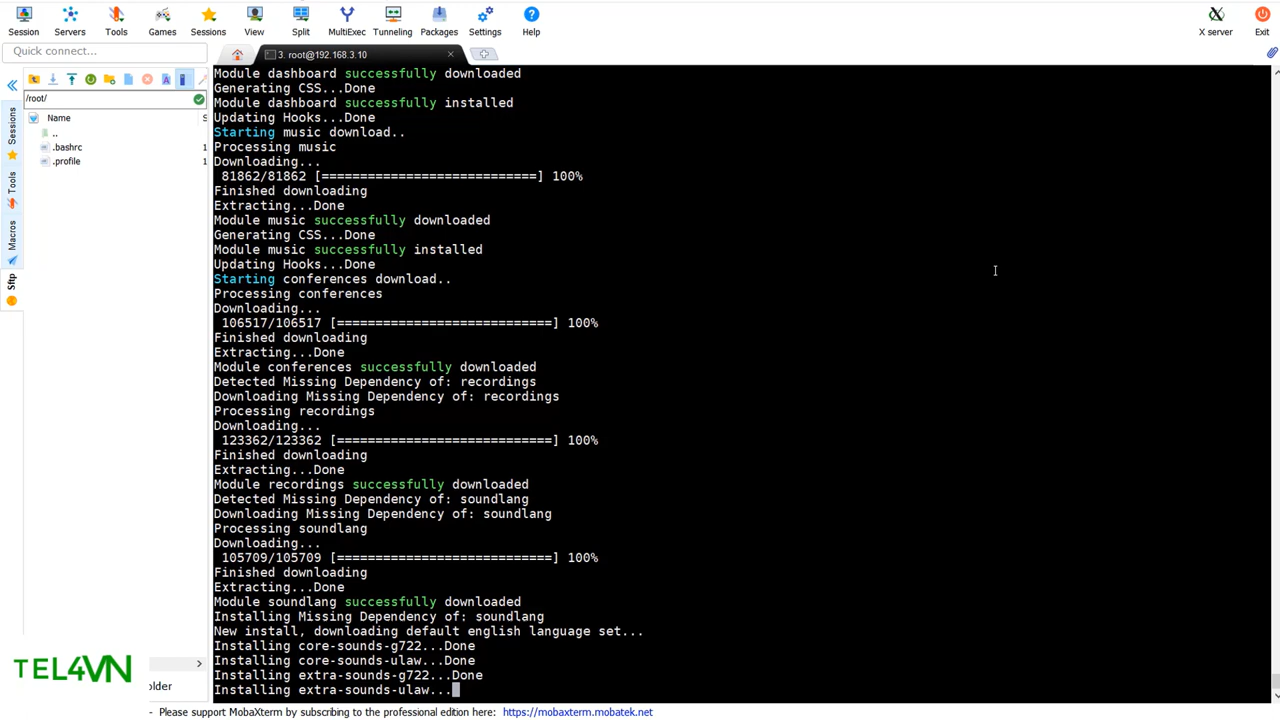 Session Servers Tools Games Sessions View Split MultiExec Tunneling Packages Settings Help X server Exit
Quick connect...
3. root@192.168.3.10
/root/
Name S
..
.bashrc 1
.profile 1
Sessions
Tools
Macros
Sftp
Module dashboard successfully downloaded
Generating CSS...Done
Module dashboard successfully installed
Updating Hooks...Done
Starting music download..
Processing music
Downloading...
81862/81862 [============================] 100%
Finished downloading
Extracting...Done
Module music successfully downloaded
Generating CSS...Done
Module music successfully installed
Updating Hooks...Done
Starting conferences download..
Processing conferences
Downloading...
106517/106517 [============================] 100%
Finished downloading
Extracting...Done
Module conferences successfully downloaded
Detected Missing Dependency of: recordings
Downloading Missing Dependency of: recordings
Processing recordings
Downloading...
123362/123362 [============================] 100%
Finished downloading
Extracting...Done
Module recordings successfully downloaded
Detected Missing Dependency of: soundlang
Downloading Missing Dependency of: soundlang
Processing soundlang
Downloading...
105709/105709 [============================] 100%
Finished downloading
Extracting...Done
Module soundlang successfully downloaded
Installing Missing Dependency of: soundlang
New install, downloading default english language set...
Installing core-sounds-g722...Done
Installing core-sounds-ulaw...Done
Installing extra-sounds-g722...Done
Installing extra-sounds-ulaw...
TEL4VN
older
- Please support MobaXterm by subscribing to the professional edition here: https://mobaxterm.mobatek.net